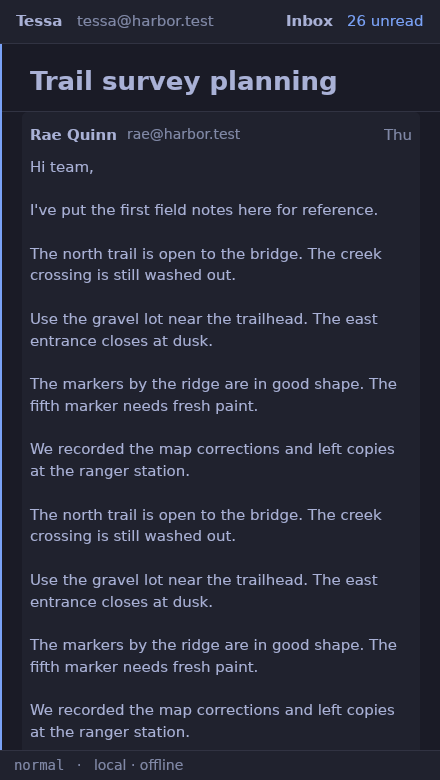 Tessa tessa@harbor.test Inbox 26 unread
Trail survey planning
Rae Quinn rae@harbor.test Thu
Hi team,
I've put the first field notes here for reference.
The north trail is open to the bridge. The creek
crossing is still washed out.
Use the gravel lot near the trailhead. The east
entrance closes at dusk.
The markers by the ridge are in good shape. The
fifth marker needs fresh paint.
We recorded the map corrections and left copies
at the ranger station.
The north trail is open to the bridge. The creek
crossing is still washed out.
Use the gravel lot near the trailhead. The east
entrance closes at dusk.
The markers by the ridge are in good shape. The
fifth marker needs fresh paint.
We recorded the map corrections and left copies
at the ranger station.
normal · local · offline